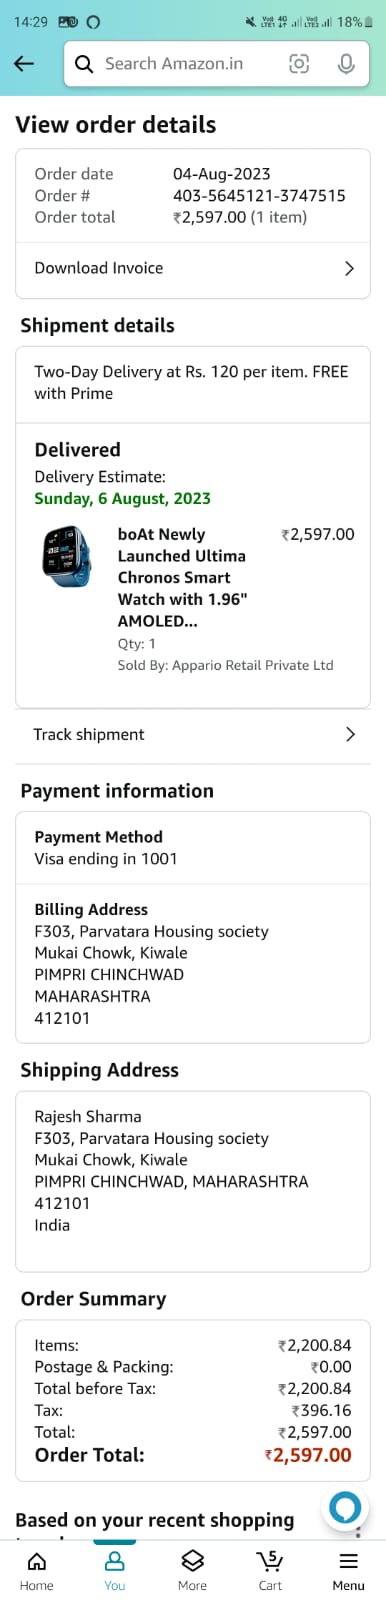 14:29
18%
Search Amazon.in
View order details
Order date 04-Aug-2023
Order # 403-5645121-3747515
Order total ₹2,597.00 (1 item)
Download Invoice
Shipment details
Two-Day Delivery at Rs. 120 per item. FREE
with Prime
Delivered
Delivery Estimate:
Sunday, 6 August, 2023
boAt Newly ₹2,597.00
Launched Ultima
Chronos Smart
Watch with 1.96"
AMOLED...
Qty: 1
Sold By: Appario Retail Private Ltd
Track shipment
Payment information
Payment Method
Visa ending in 1001
Billing Address
F303, Parvatara Housing society
Mukai Chowk, Kiwale
PIMPRI CHINCHWAD
MAHARASHTRA
412101
Shipping Address
Rajesh Sharma
F303, Parvatara Housing society
Mukai Chowk, Kiwale
PIMPRI CHINCHWAD, MAHARASHTRA
412101
India
Order Summary
Items: ₹2,200.84
Postage & Packing: ₹0.00
Total before Tax: ₹2,200.84
Tax: ₹396.16
Total: ₹2,597.00
Order Total: ₹2,597.00
Based on your recent shopping
5
Home You More Cart Menu